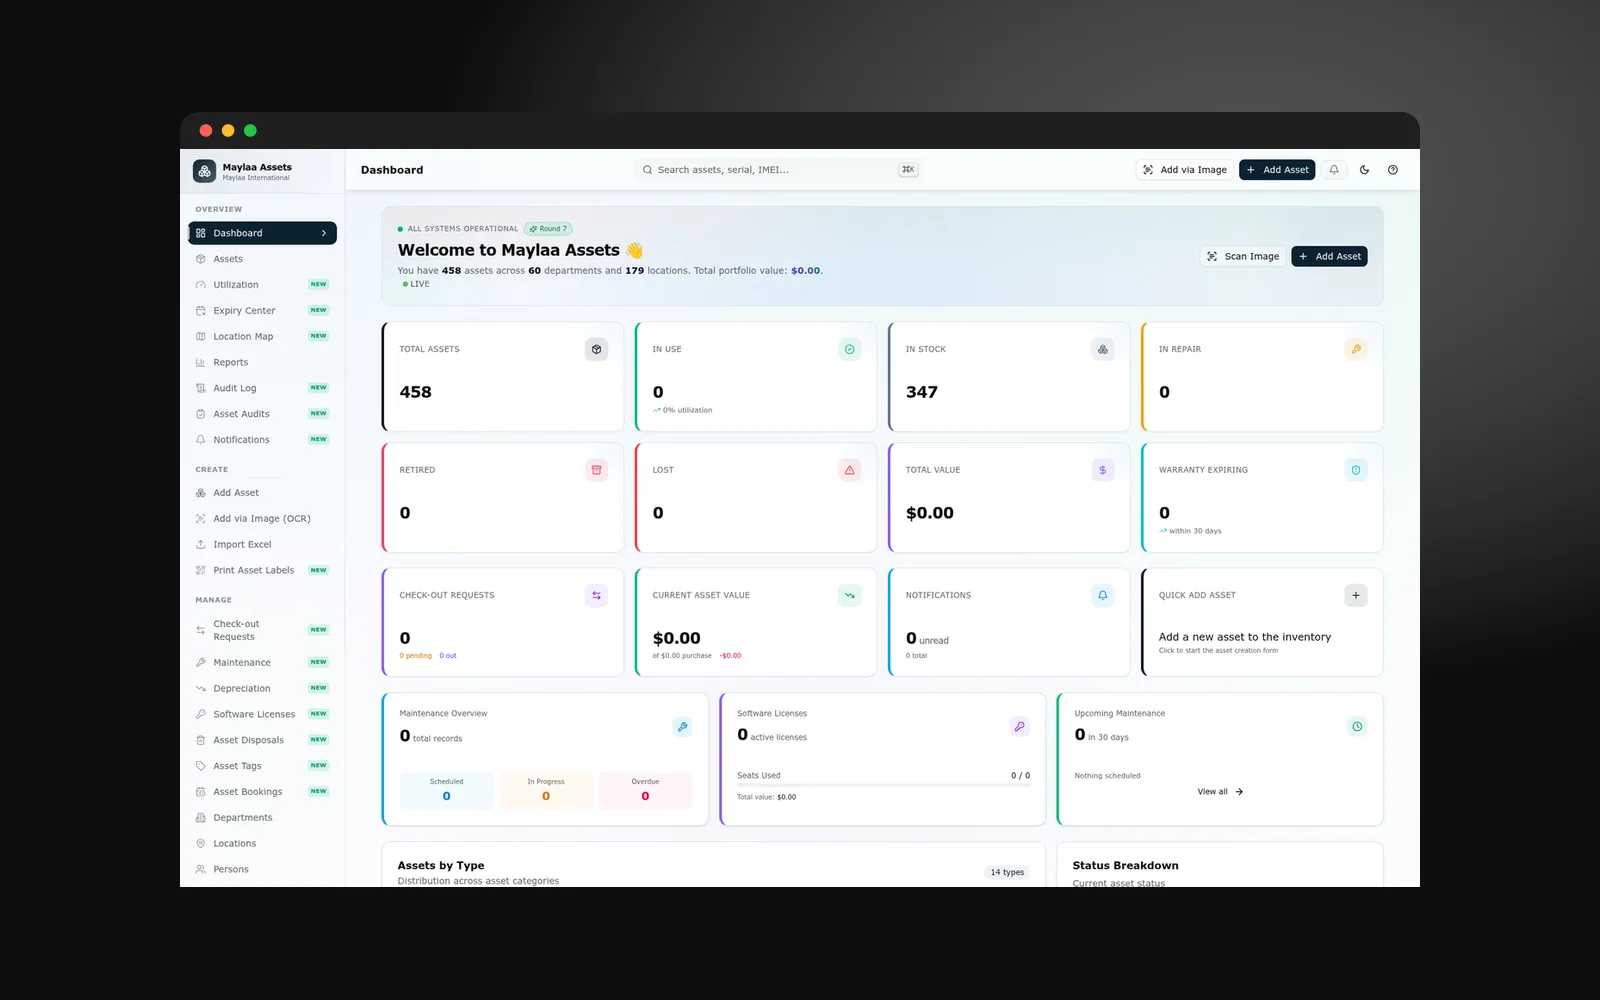 Maylaa Assets
Maylaa International
Dashboard
Search assets, serial, IMEI...
⌘K
Add via Image
+ Add Asset
OVERVIEW
Dashboard
Assets
Utilization NEW
Expiry Center NEW
Location Map NEW
Reports
Audit Log NEW
Asset Audits NEW
Notifications NEW
CREATE
Add Asset
Add via Image (OCR)
Import Excel
Print Asset Labels NEW
MANAGE
Check-out
Requests NEW
Maintenance NEW
Depreciation NEW
Software Licenses NEW
Asset Disposals NEW
Asset Tags NEW
Asset Bookings NEW
Departments
Locations
Persons
ALL SYSTEMS OPERATIONAL Round 7
Welcome to Maylaa Assets 👋
You have 458 assets across 60 departments and 179 locations. Total portfolio value: $0.00.
LIVE
Scan Image
+ Add Asset
TOTAL ASSETS
458
IN USE
0
0% utilization
IN STOCK
347
IN REPAIR
0
RETIRED
0
LOST
0
TOTAL VALUE
$0.00
WARRANTY EXPIRING
0
within 30 days
CHECK-OUT REQUESTS
0
0 pending 0 out
CURRENT ASSET VALUE
$0.00
of $0.00 purchase -$0.00
NOTIFICATIONS
0 unread
0 total
QUICK ADD ASSET
Add a new asset to the inventory
Click to start the asset creation form
Maintenance Overview
0 total records
Scheduled
0
In Progress
0
Overdue
0
Software Licenses
0 active licenses
Seats Used 0 / 0
Total value: $0.00
Upcoming Maintenance
0 in 30 days
Nothing scheduled
View all →
Assets by Type
Distribution across asset categories
14 types
Status Breakdown
Current asset status